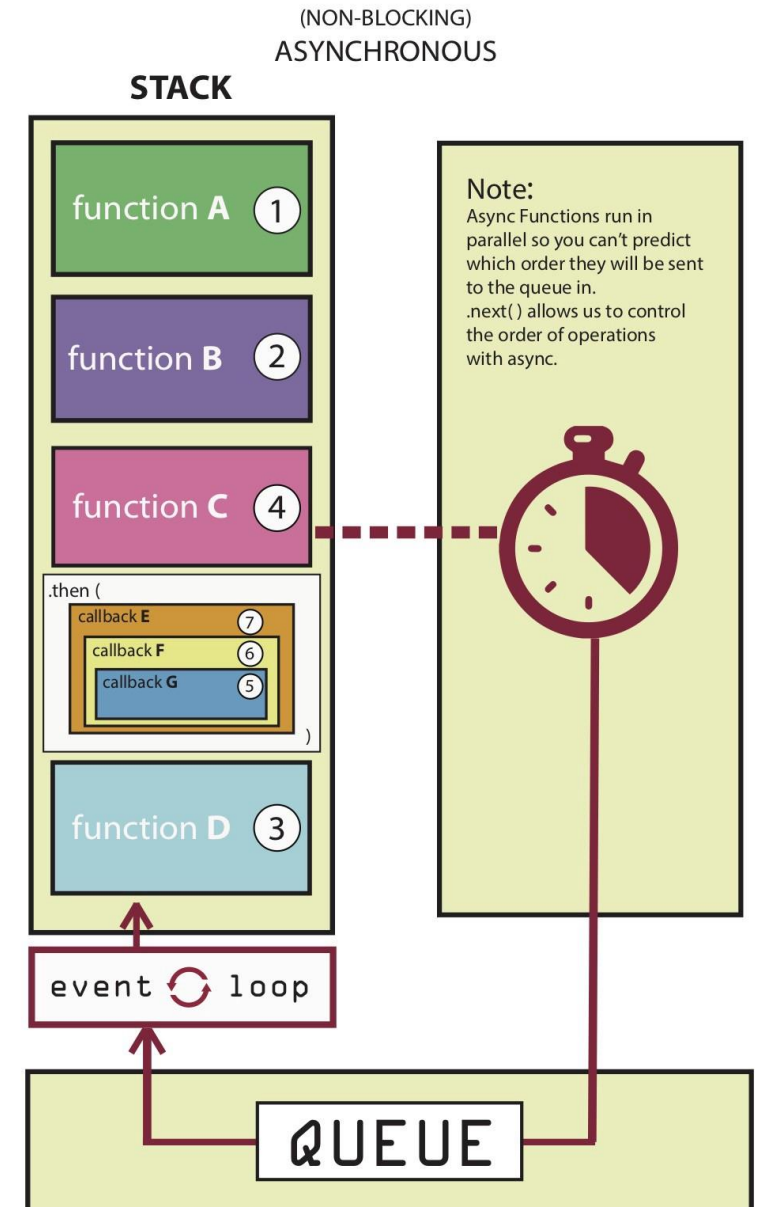 (NON-BLOCKING)
ASYNCHRONOUS
STACK
function A 1
function B 2
function C 4
.then (
callback E 7
callback F 6
callback G 5
)
function D 3
event loop
Note:
Async Functions run in
parallel so you can't predict
which order they will be sent
to the queue in.
.next( ) allows us to control
the order of operations
with async.
QUEUE